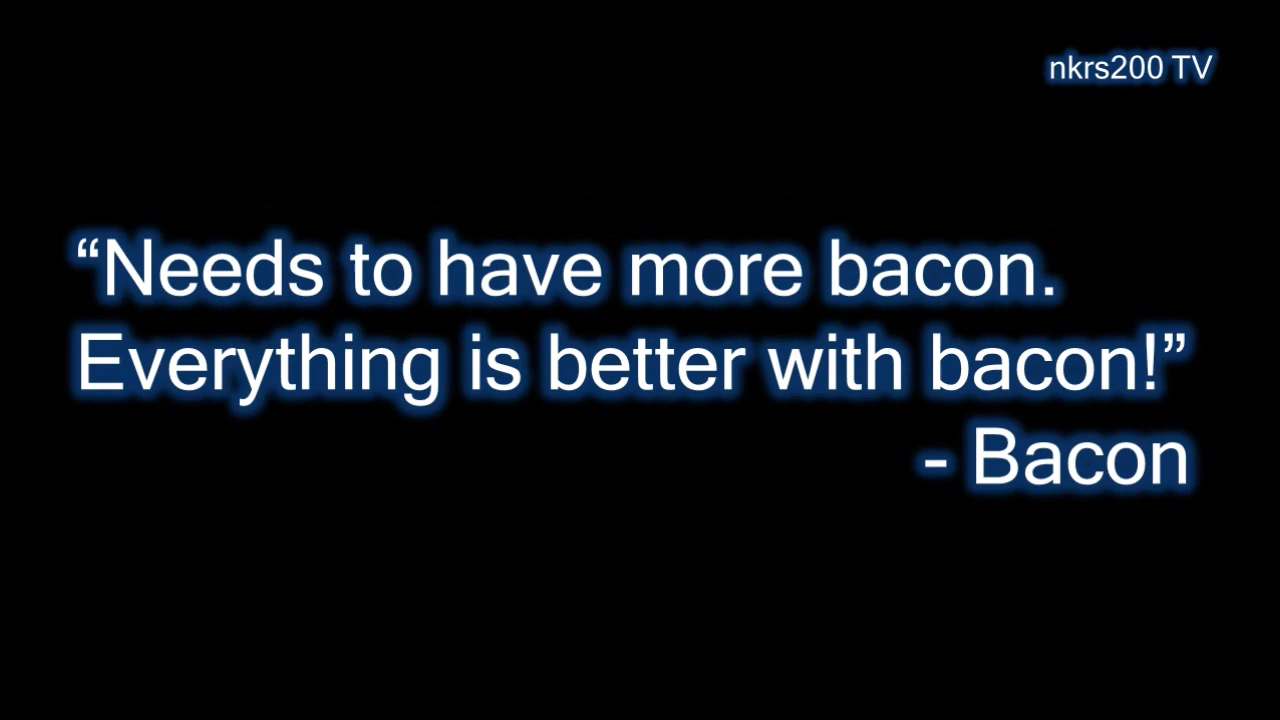 nkrs200 TV
“Needs to have more bacon.
Everything is better with bacon!”
- Bacon